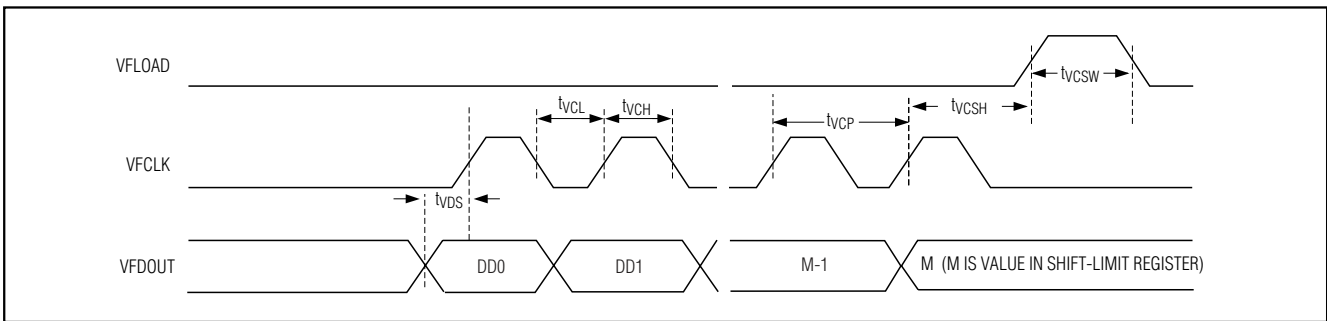 VFLOAD
tVCSW
tVCL
tVCH
tVCP
tVCSH
VFCLK
tVDS
VFDOUT
DD0
DD1
M-1
M (M IS VALUE IN SHIFT-LIMIT REGISTER)